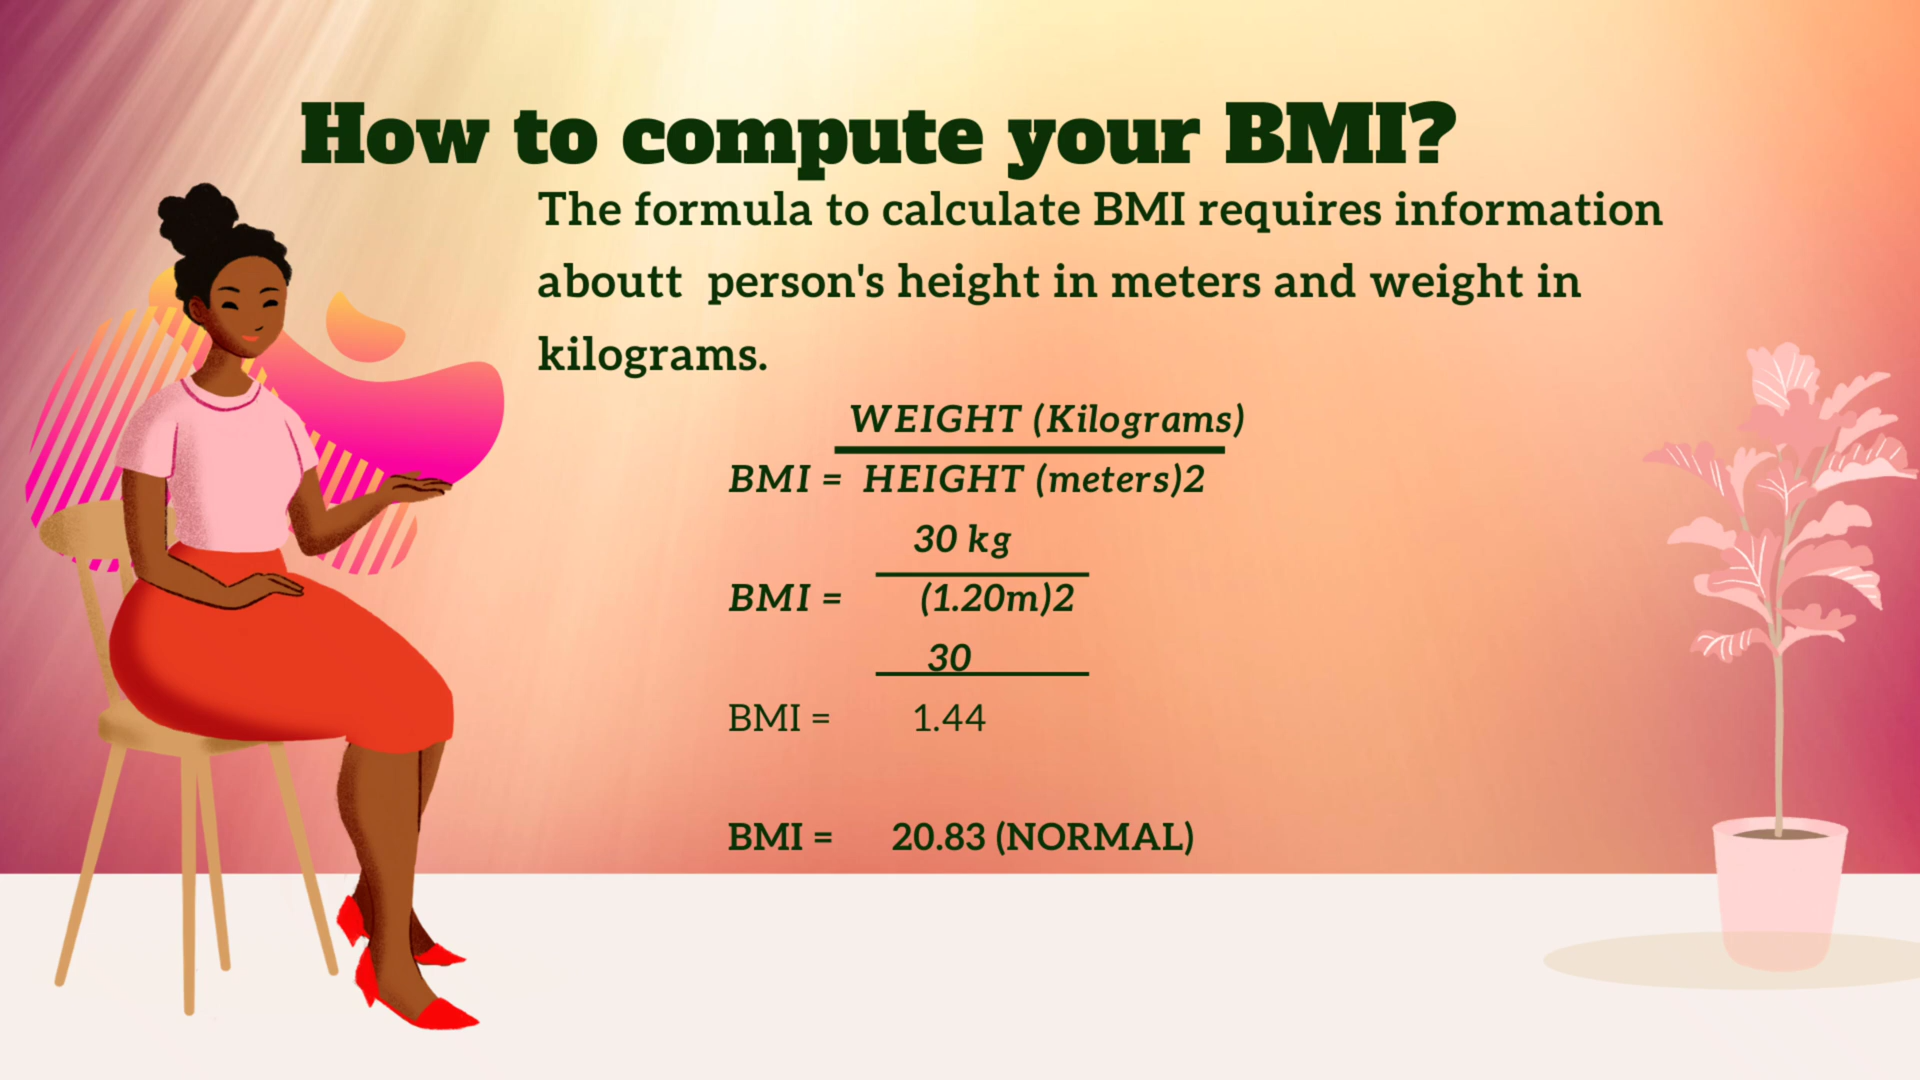 How to compute your BMI?
The formula to calculate BMI requires information
aboutt person's height in meters and weight in
kilograms.
WEIGHT (Kilograms)
BMI = HEIGHT (meters)2
30 kg
BMI = (1.20m)2
30
BMI = 1.44
BMI = 20.83 (NORMAL)